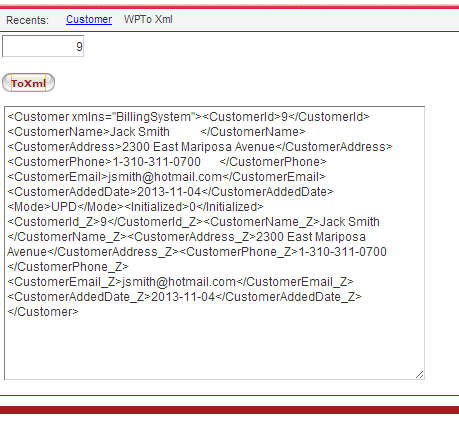 Recents: Customer WPTo Xml
9
ToXml
<Customer xmlns="BillingSystem"><CustomerId>9</CustomerId>
<CustomerName>Jack Smith </CustomerName>
<CustomerAddress>2300 East Mariposa Avenue</CustomerAddress>
<CustomerPhone>1-310-311-0700 </CustomerPhone>
<CustomerEmail>jsmith@hotmail.com</CustomerEmail>
<CustomerAddedDate>2013-11-04</CustomerAddedDate>
<Mode>UPD</Mode><Initialized>0</Initialized>
<CustomerId_Z>9</CustomerId_Z><CustomerName_Z>Jack Smith
</CustomerName_Z><CustomerAddress_Z>2300 East Mariposa
Avenue</CustomerAddress_Z><CustomerPhone_Z>1-310-311-0700
</CustomerPhone_Z>
<CustomerEmail_Z>jsmith@hotmail.com</CustomerEmail_Z>
<CustomerAddedDate_Z>2013-11-04</CustomerAddedDate_Z>
</Customer>